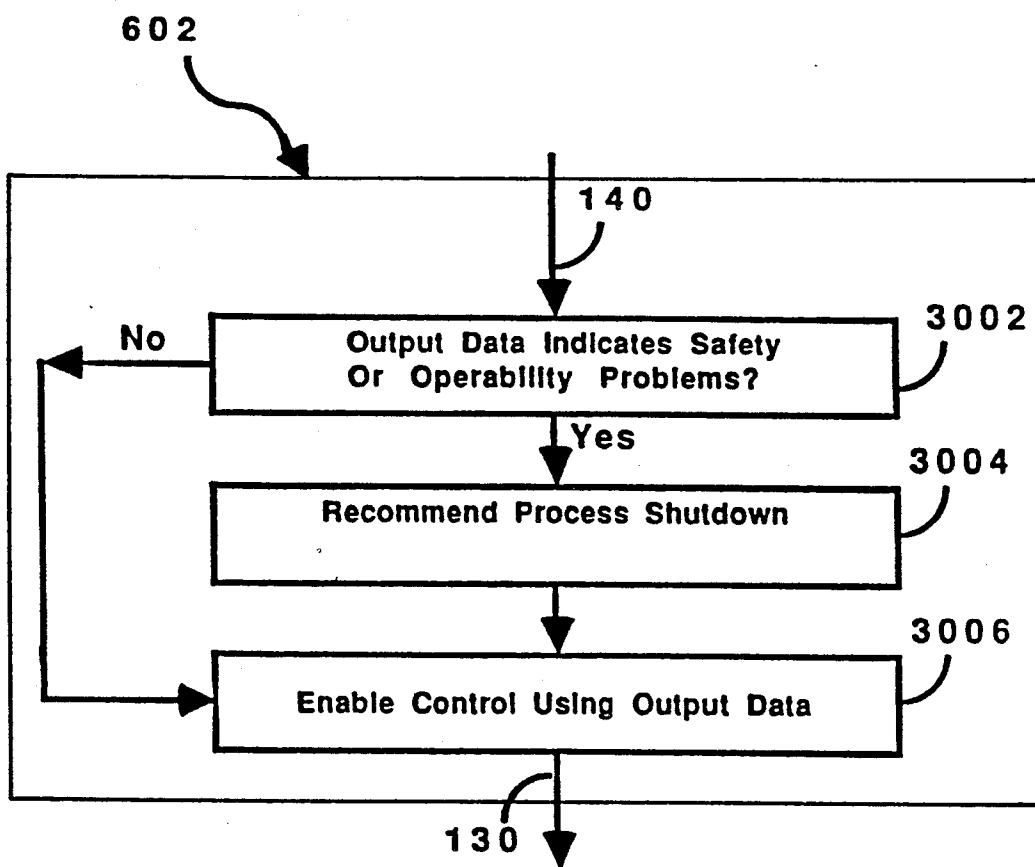 602
140
3002
No
Output Data Indicates Safety
Or Operability Problems?
Yes
3004
Recommend Process Shutdown
3006
Enable Control Using Output Data
130